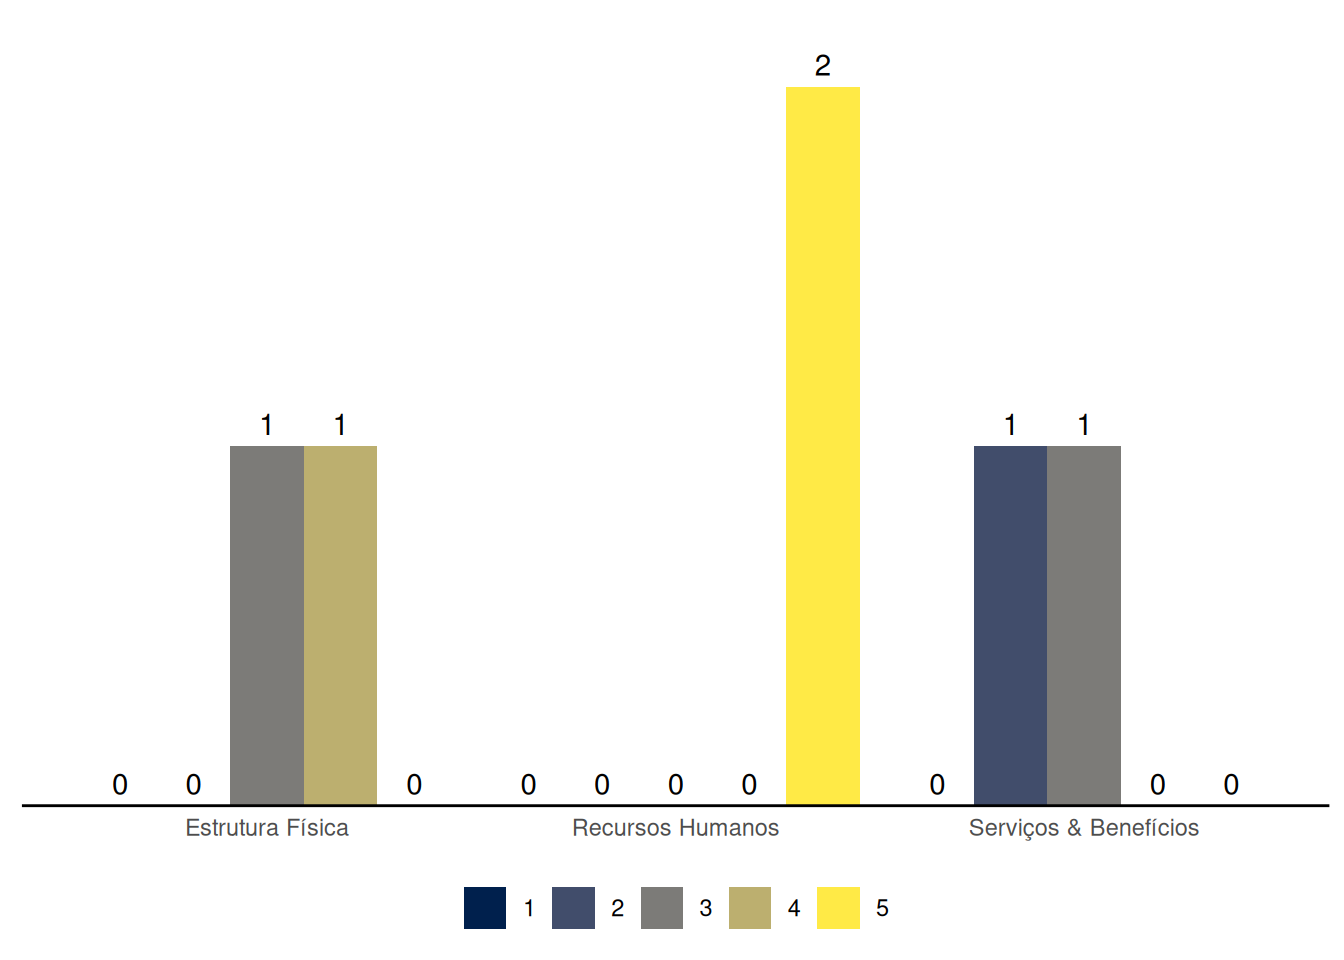 2
1 1 1 1
0 0 0 0 0 0 0 0 0 0
Estrutura Física Recursos Humanos Serviços & Benefícios
1 2 3 4 5